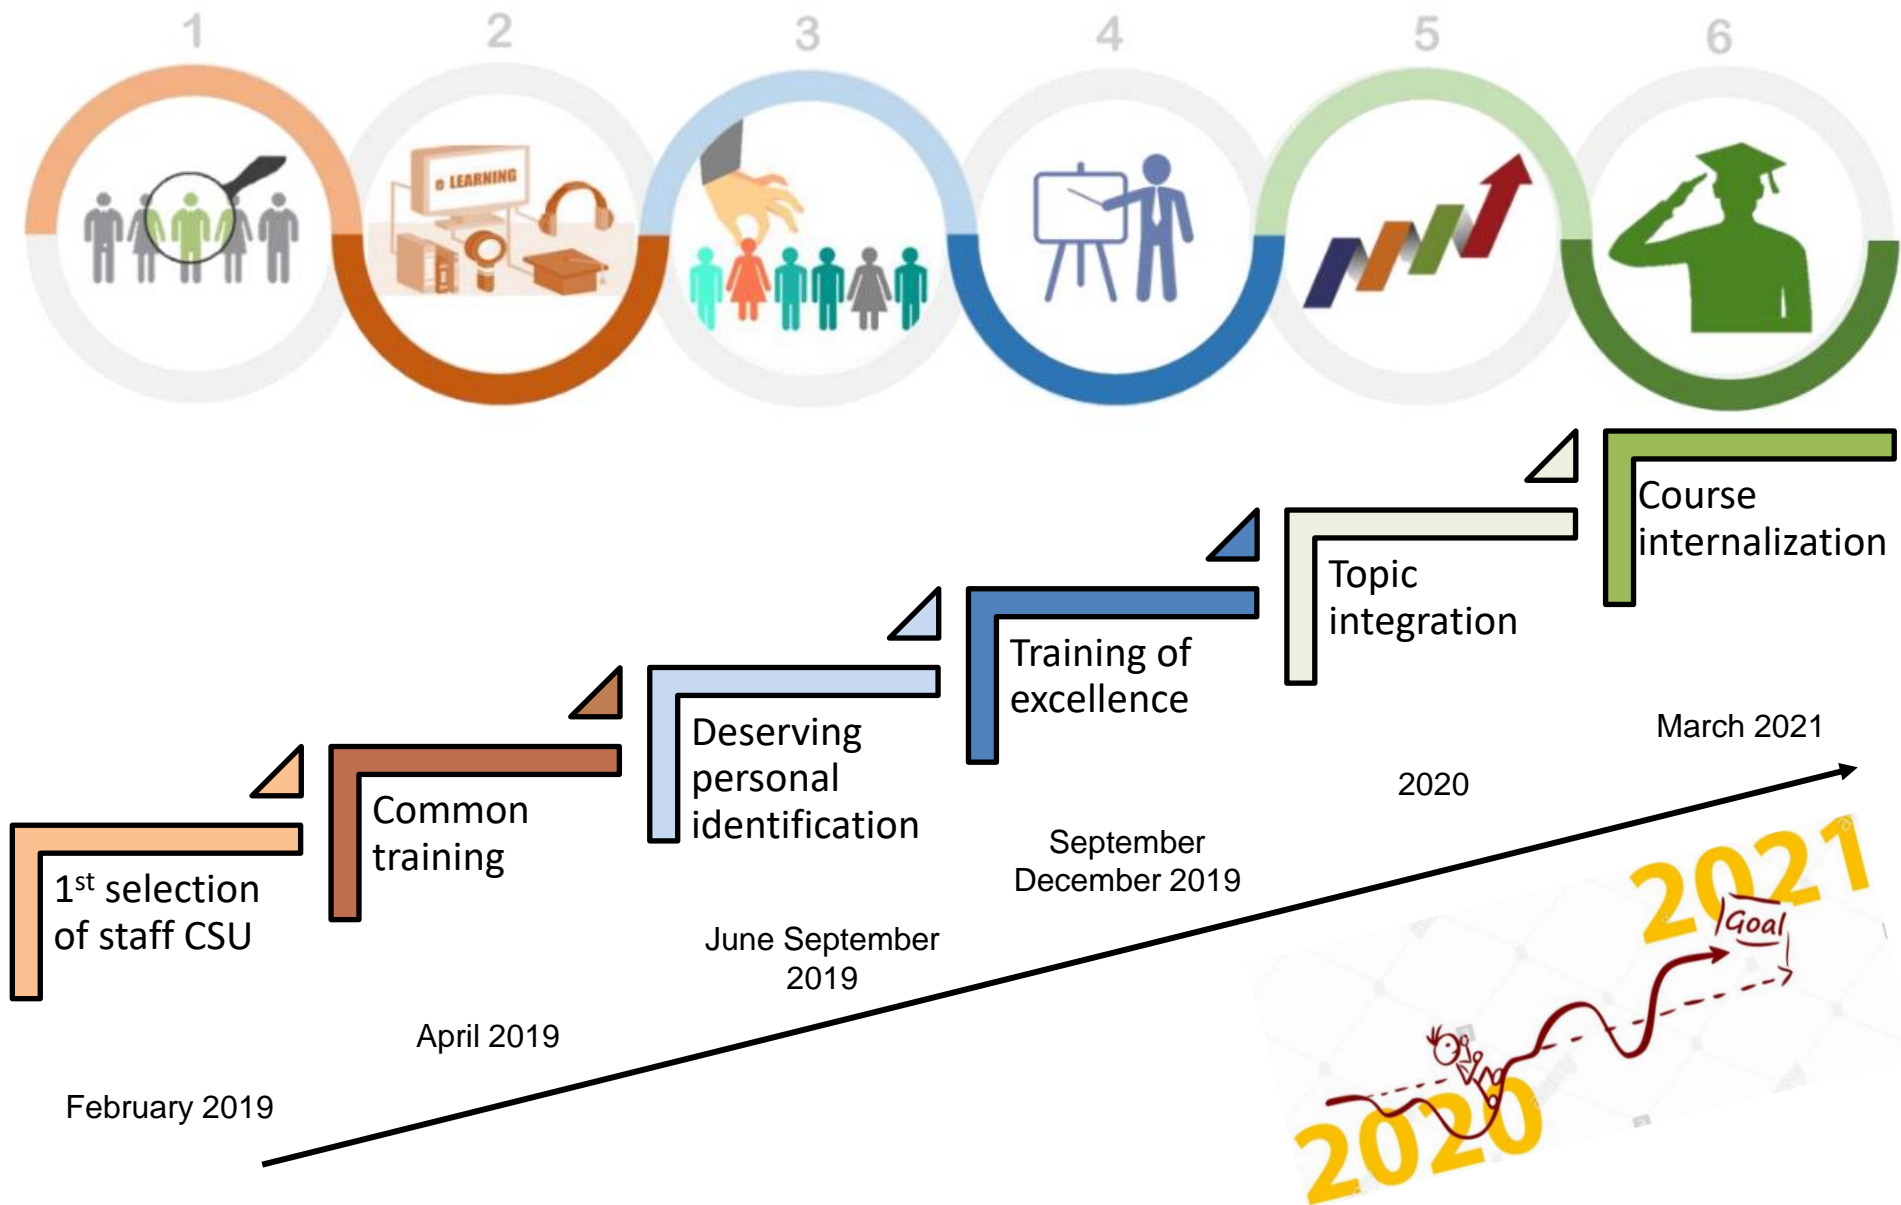 1
2
3
4
5
6
e LEARNING
Course
internalization
Topic
integration
Training of
excellence
Deserving
personal
identification
Common
training
1st selection
of staff CSU
March 2021
2020
September
December 2019
June September
2019
April 2019
February 2019
2021
Goal
2020